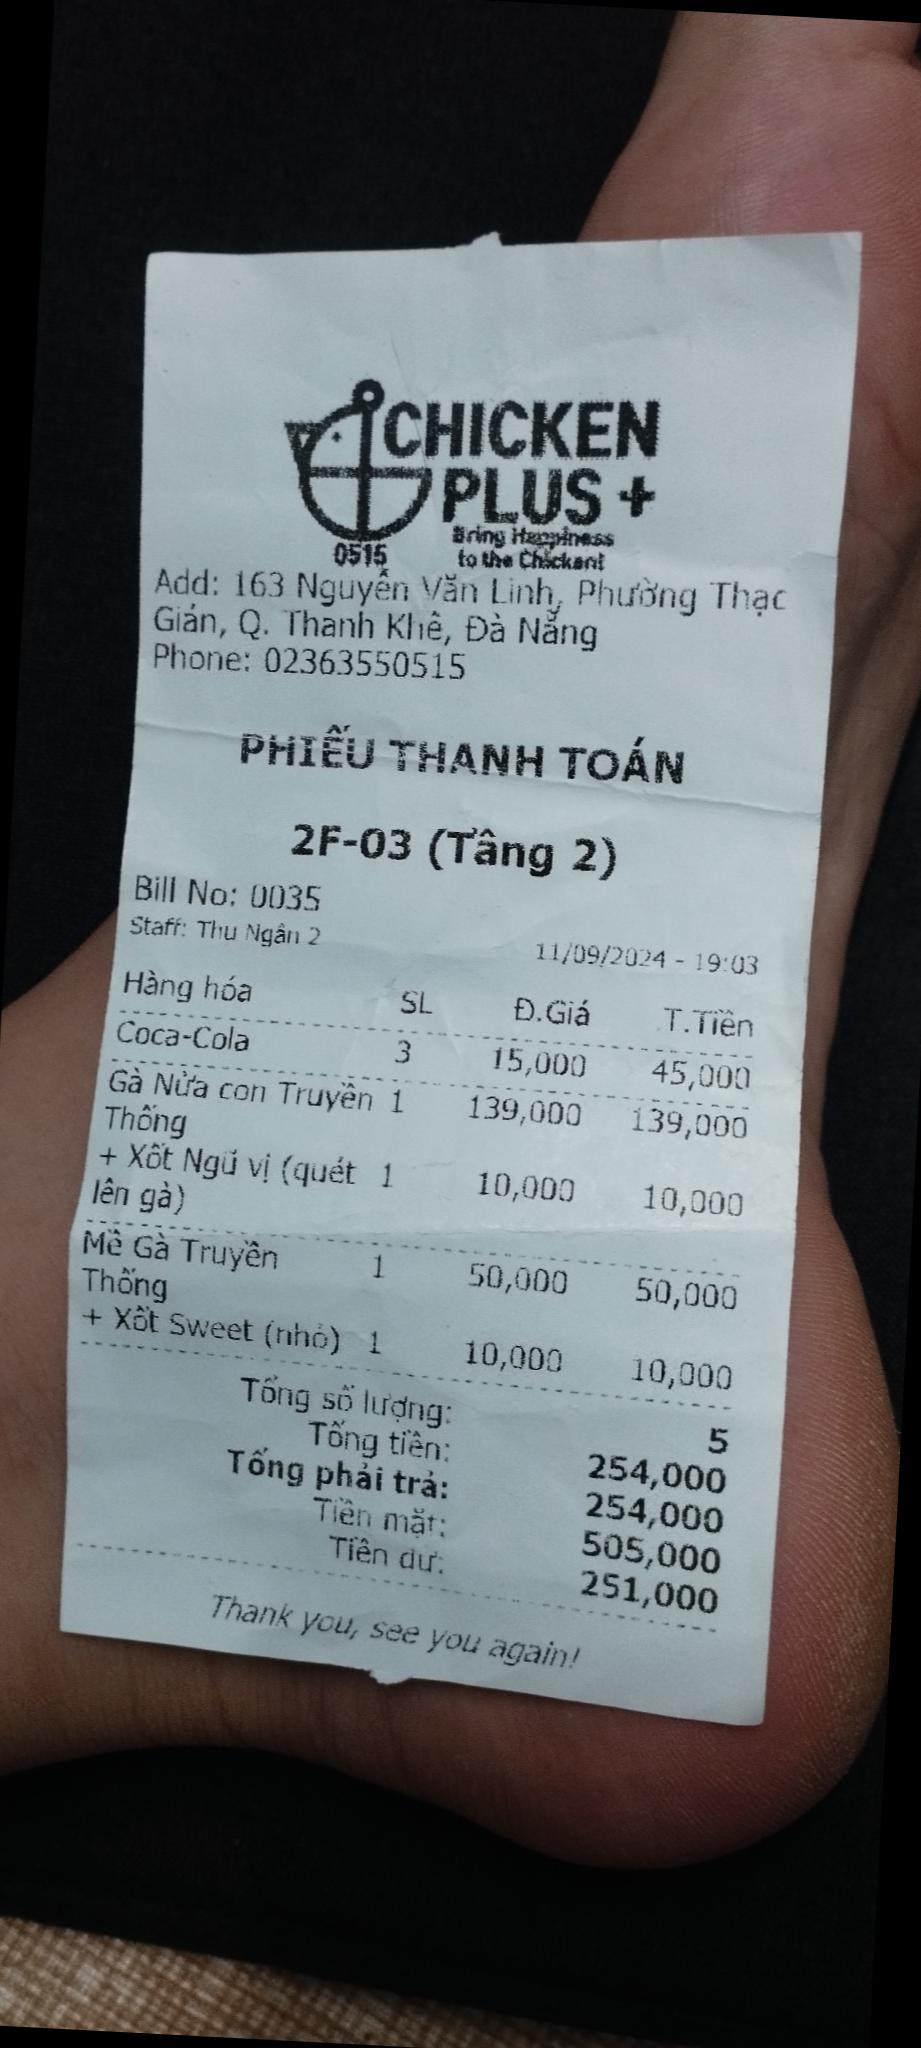 CHICKEN
PLUS +
Bring Happiness
to the Chicken!
0515
Add: 163 Nguyễn Văn Linh, Phường Thạc
Gián, Q. Thanh Khê, Đà Nẵng
Phone: 02363550515
PHIẾU THANH TOÁN
2F-03 (Tầng 2)
Bill No: 0035
Staff: Thu Ngân 2
11/09/2024 - 19:03
Hàng hóa SL Đ.Giá T.Tiền
Coca-Cola 3 15,000 45,000
Gà Nửa con Truyền 1 139,000 139,000
Thống
+ Xốt Ngũ vị (quét 1 10,000 10,000
lên gà)
Mề Gà Truyền 1 50,000 50,000
Thống
+ Xốt Sweet (nhỏ) 1 10,000 10,000
Tổng số lượng: 5
Tổng tiền: 254,000
Tổng phải trả: 254,000
Tiền mặt: 505,000
Tiền dư: 251,000
Thank you, see you again!